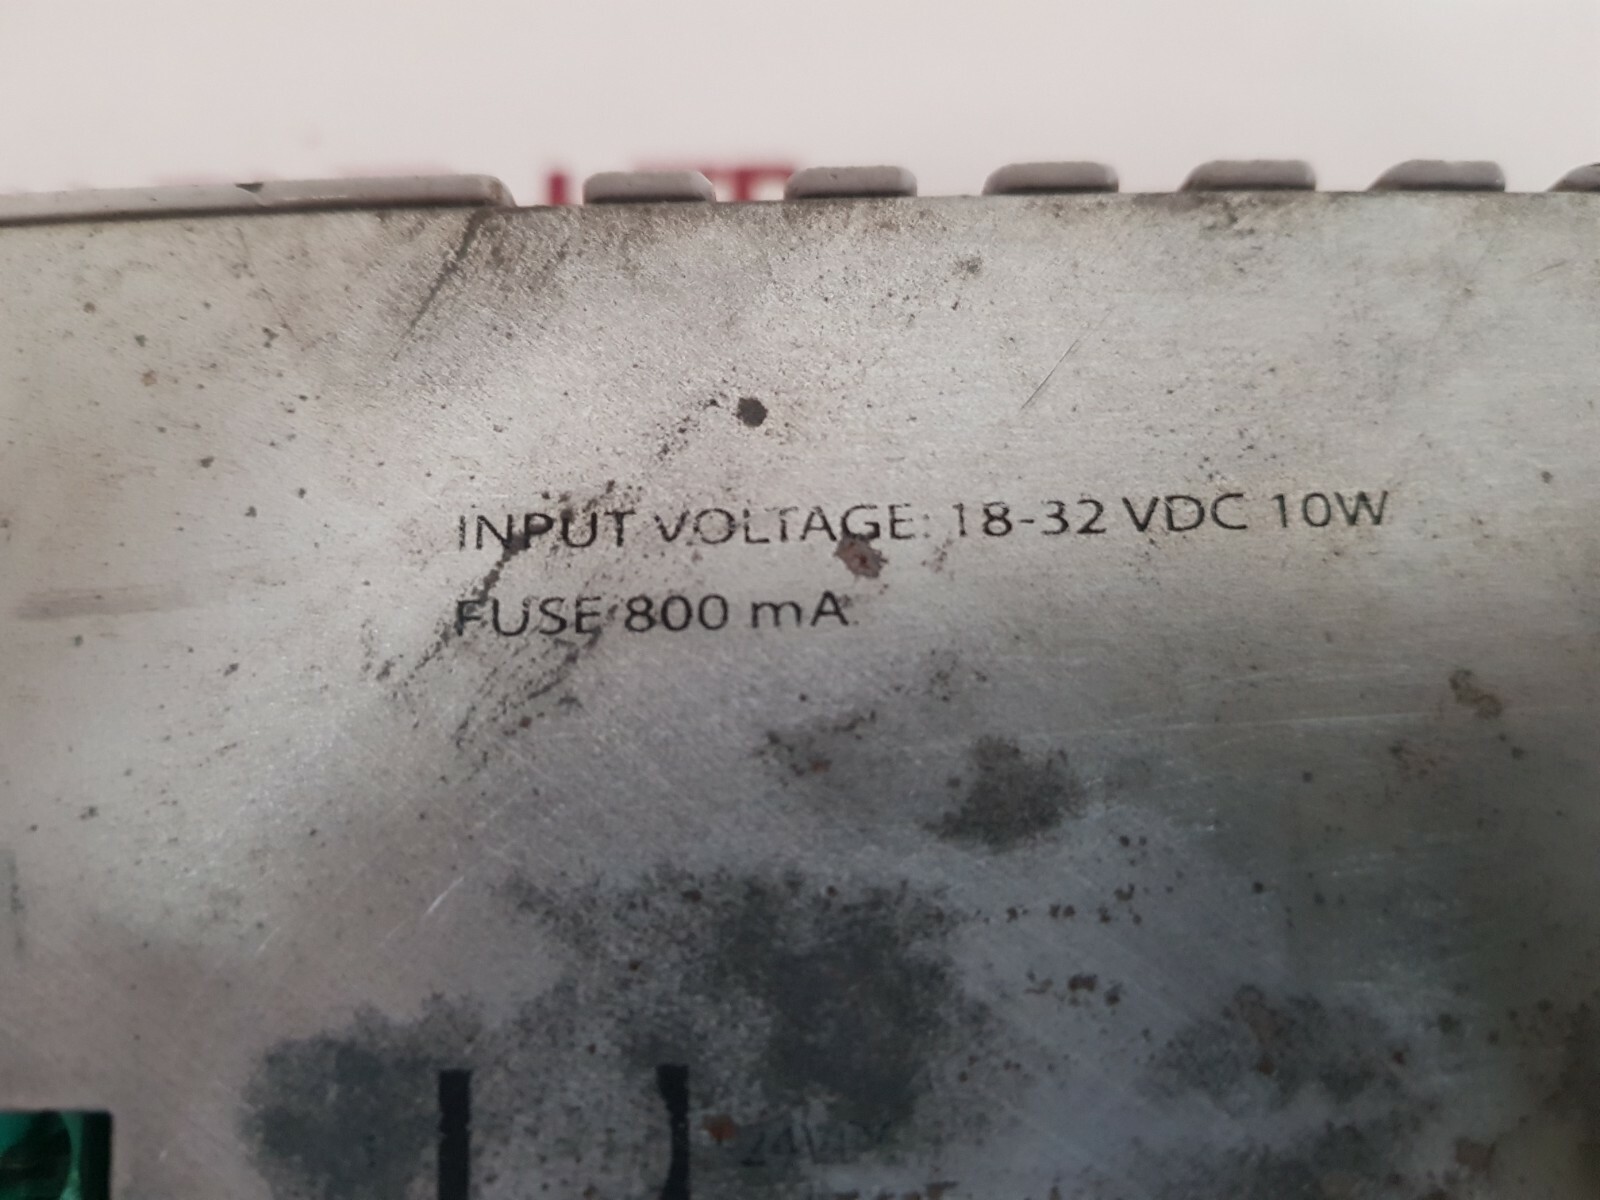 INPUT VOLTAGE: 18-32 VDC 10W
FUSE 800 mA